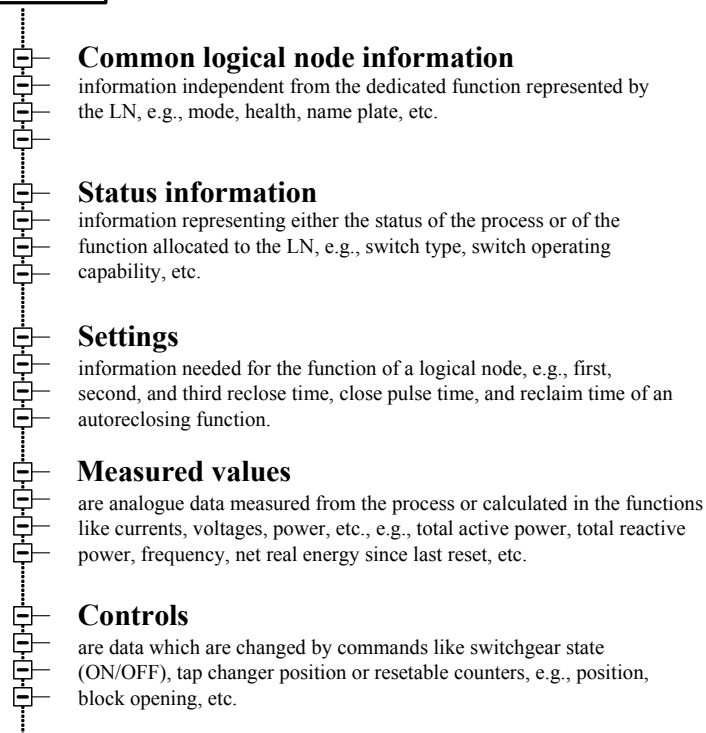 Common logical node information
information independent from the dedicated function represented by
the LN, e.g., mode, health, name plate, etc.
Status information
information representing either the status of the process or of the
function allocated to the LN, e.g., switch type, switch operating
capability, etc.
Settings
information needed for the function of a logical node, e.g., first,
second, and third reclose time, close pulse time, and reclaim time of an
autoreclosing function.
Measured values
are analogue data measured from the process or calculated in the functions
like currents, voltages, power, etc., e.g., total active power, total reactive
power, frequency, net real energy since last reset, etc.
Controls
are data which are changed by commands like switchgear state
(ON/OFF), tap changer position or resetable counters, e.g., position,
block opening, etc.